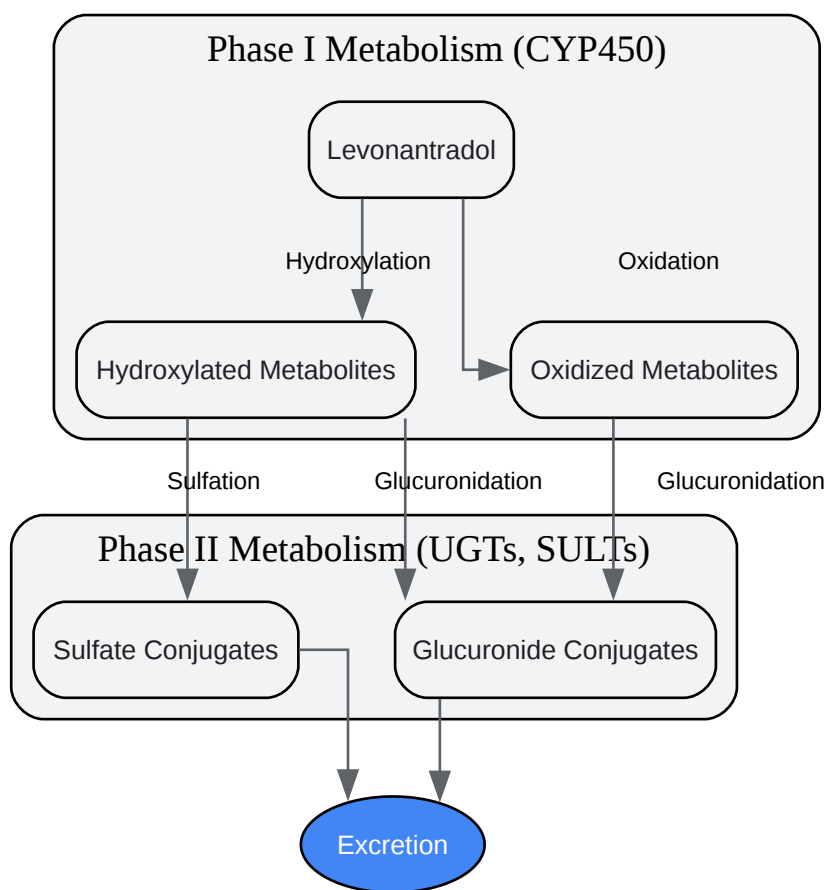 Phase I Metabolism (CYP450)
Levonantradol
Hydroxylation
Oxidation
Hydroxylated Metabolites
Oxidized Metabolites
Sulfation
Glucuronidation
Glucuronidation
Phase II Metabolism (UGTs, SULTs)
Sulfate Conjugates
Glucuronide Conjugates
Excretion